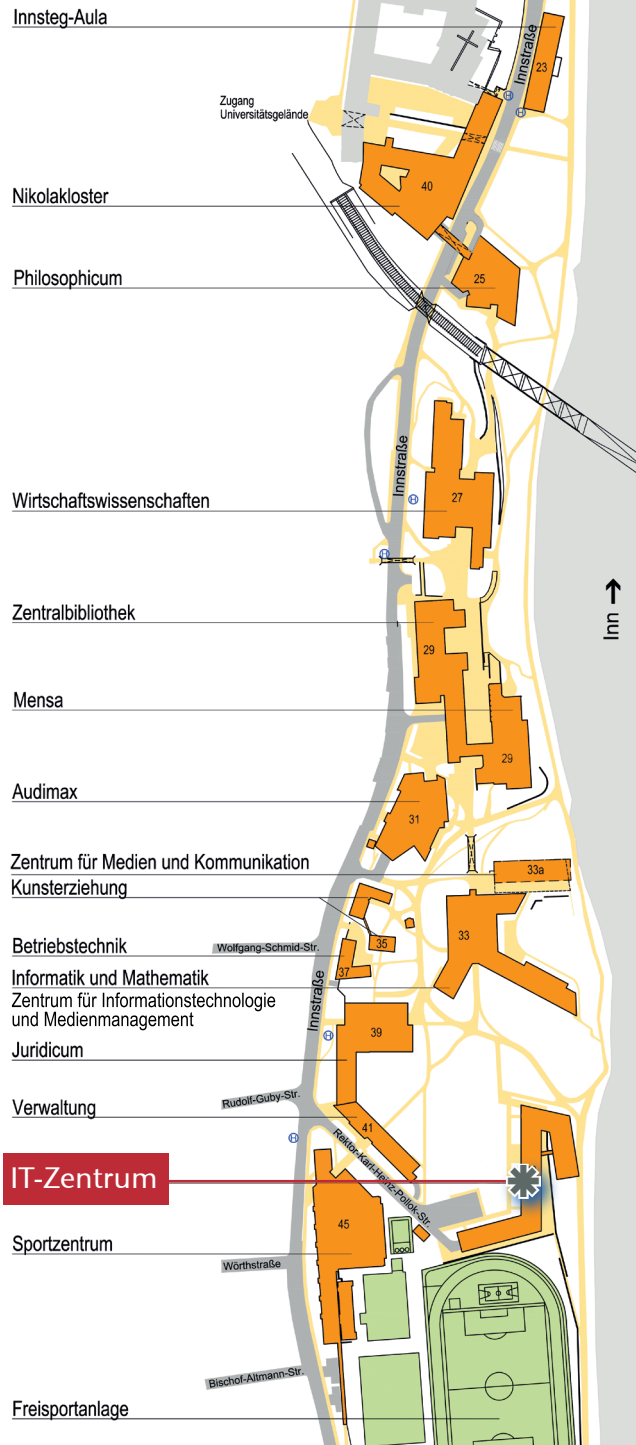 Innsteg-Aula
23
Innstraße
H
H
Zugang
Universitätsgelände
40
Nikolakloster
Philosophicum
25
Innstraße
Wirtschaftswissenschaften
27
H
H
Inn
Zentralbibliothek
29
Mensa
29
Audimax
31
Zentrum für Medien und Kommunikation
33a
Kunsterziehung
33
35
Betriebstechnik
Wolfgang-Schmid-Str.
37
Informatik und Mathematik
Zentrum für Informationstechnologie
und Medienmanagement
Innstraße
H
39
Juridicum
Rudolf-Guby-Str.
Verwaltung
41
H
Rektor-Karl-Heinz-Pollok-Str.
IT-Zentrum
45
Sportzentrum
Wörthstraße
Bischof-Altmann-Str.
Freisportanlage